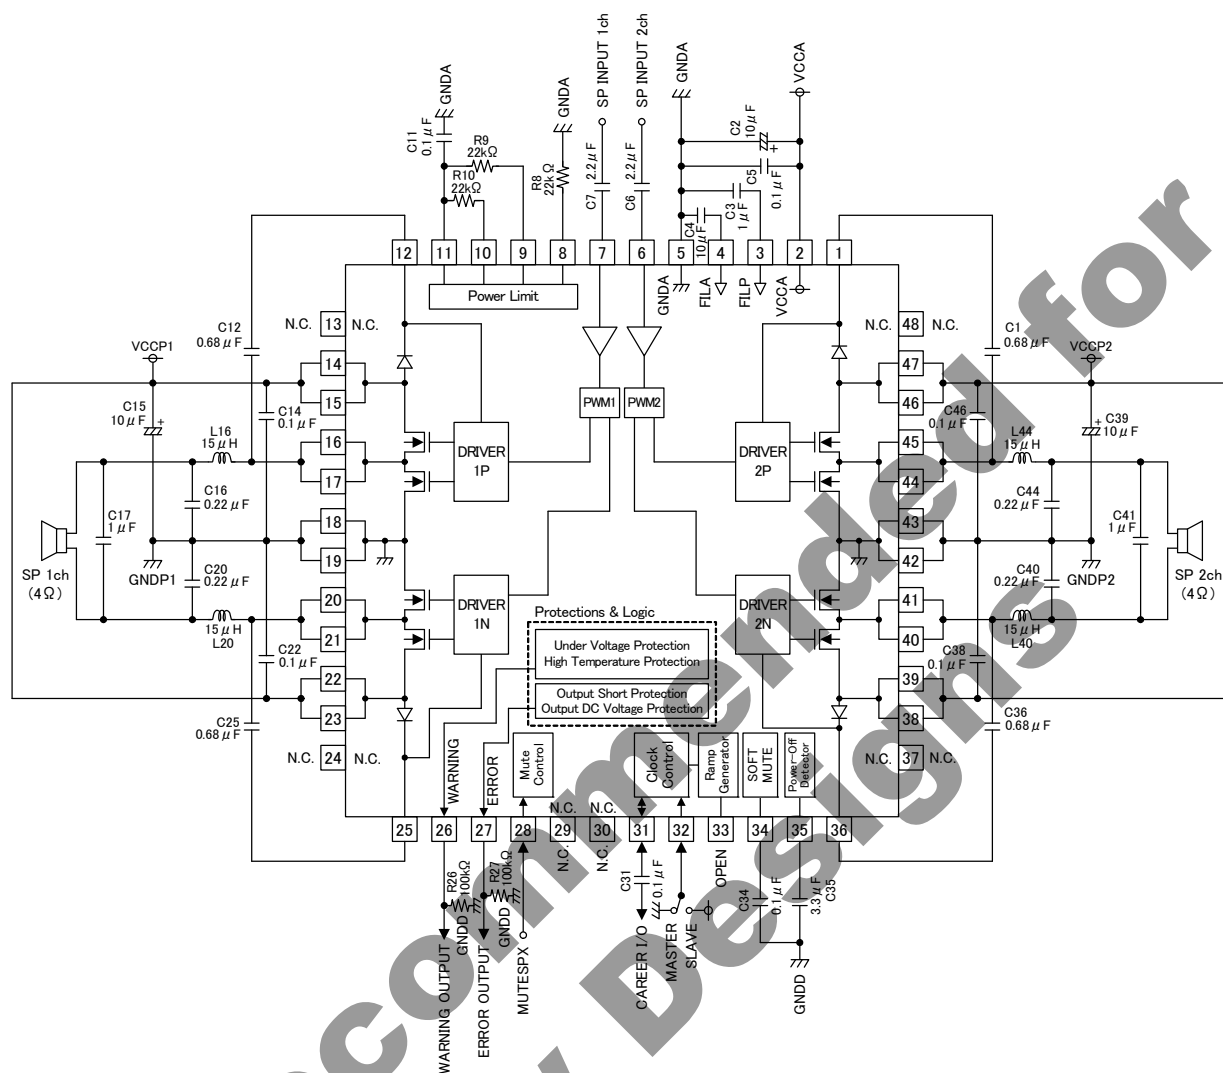 GNDA
C11
0.1μF
R9
22kΩ
R10
22kΩ
GNDA
R8
22kΩ
SP INPUT 1ch
2.2μF
C7
SP INPUT 2ch
2.2μF
C6
GNDA
C2
10μF
+
VCCA
C5
0.1μF
C3
1μF
C4
10μF
12
11
10
9
8
7
6
5
4
3
2
1
Power Limit
GNDA
FILA
FILP
VCCA
N.C.
13
N.C.
N.C.
48
N.C.
C12
0.68μF
C1
0.68μF
VCCP1
VCCP2
14
15
47
46
C15
10μF
+
C14
0.1μF
PWM1
PWM2
C46
0.1μF
+
C39
10μF
L16
15μH
16
17
DRIVER
1P
DRIVER
2P
45
44
L44
15μH
C16
0.22μF
C17
1μF
C44
0.22μF
C41
1μF
18
19
43
42
SP 1ch
(4Ω)
GNDP1
C20
0.22μF
C40
0.22μF
GNDP2
SP 2ch
(4Ω)
20
21
DRIVER
1N
DRIVER
2N
41
40
15μH
L20
15μH
L40
Protections & Logic
Under Voltage Protection
High Temperature Protection
Output Short Protection
Output DC Voltage Protection
C22
0.1μF
C38
0.1μF
22
23
39
38
C25
0.68μF
C36
0.68μF
N.C.
24
N.C.
N.C.
37
N.C.
WARNING
ERROR
Mute
Control
Clock
Control
Ramp
Generator
SOFT
MUTE
Power-Off
Detector
N.C.
N.C.
25
26
27
28
29
30
31
32
33
34
35
36
N.C.
N.C.
R26
100kΩ
GNDD
R27
100kΩ
GNDD
C31
0.1μF
OPEN
C34
0.1μF
3.3μF
C35
WARNING OUTPUT
ERROR OUTPUT
MUTESPX
CAREER I/O
MASTER
SLAVE
GNDD
commended for
Designs